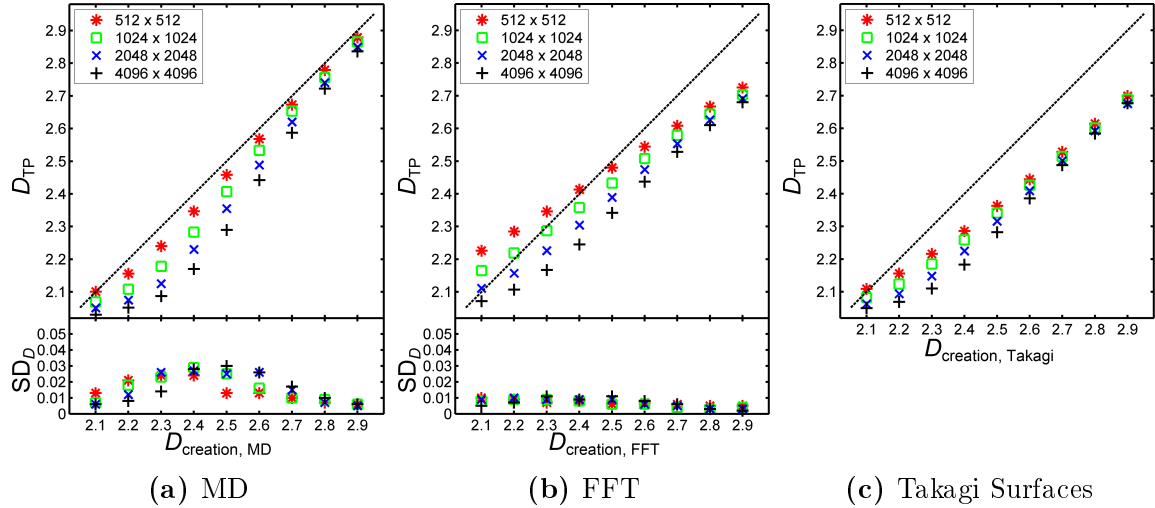 512 x 512
1024 x 1024
2048 x 2048
4096 x 4096
2.9
2.8
2.7
2.6
2.5
2.4
2.3
2.2
2.1
D_TP
0.05
0.04
0.03
0.02
0.01
0
SD_D
2.1 2.2 2.3 2.4 2.5 2.6 2.7 2.8 2.9
D_creation, MD
(a) MD
512 x 512
1024 x 1024
2048 x 2048
4096 x 4096
2.9
2.8
2.7
2.6
2.5
2.4
2.3
2.2
2.1
D_TP
0.05
0.04
0.03
0.02
0.01
0
SD_D
2.1 2.2 2.3 2.4 2.5 2.6 2.7 2.8 2.9
D_creation, FFT
(b) FFT
512 x 512
1024 x 1024
2048 x 2048
4096 x 4096
2.9
2.8
2.7
2.6
2.5
2.4
2.3
2.2
2.1
D_TP
2.1 2.2 2.3 2.4 2.5 2.6 2.7 2.8 2.9
D_creation, Takagi
(c) Takagi Surfaces